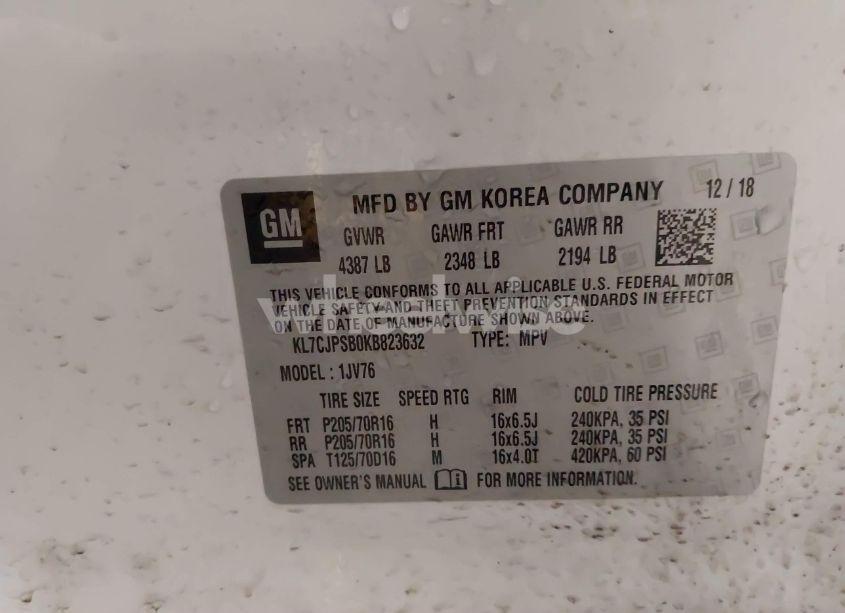 GM
MFD BY GM KOREA COMPANY 12/18
GVWR GAWR FRT GAWR RR
4387 LB 2348 LB 2194 LB
THIS VEHICLE CONFORMS TO ALL APPLICABLE U.S. FEDERAL MOTOR
VEHICLE SAFETY AND THEFT PREVENTION STANDARDS IN EFFECT
ON THE DATE OF MANUFACTURE SHOWN ABOVE.
KL7CJPSB0KB823632 TYPE: MPV
MODEL: 1JV76
TIRE SIZE SPEED RTG RIM COLD TIRE PRESSURE
FRT P205/70R16 H 16x6.5J 240KPA, 35 PSI
RR P205/70R16 H 16x6.5J 240KPA, 35 PSI
SPA T125/70D16 M 16x4.0T 420KPA, 60 PSI
SEE OWNER'S MANUAL FOR MORE INFORMATION.